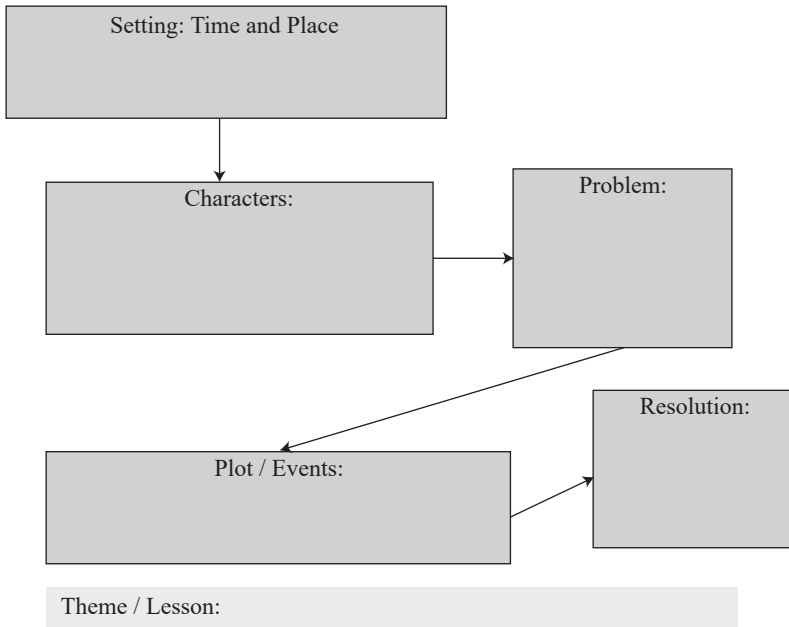 Setting: Time and Place
Characters:
Problem:
Plot / Events:
Resolution:
Theme / Lesson: